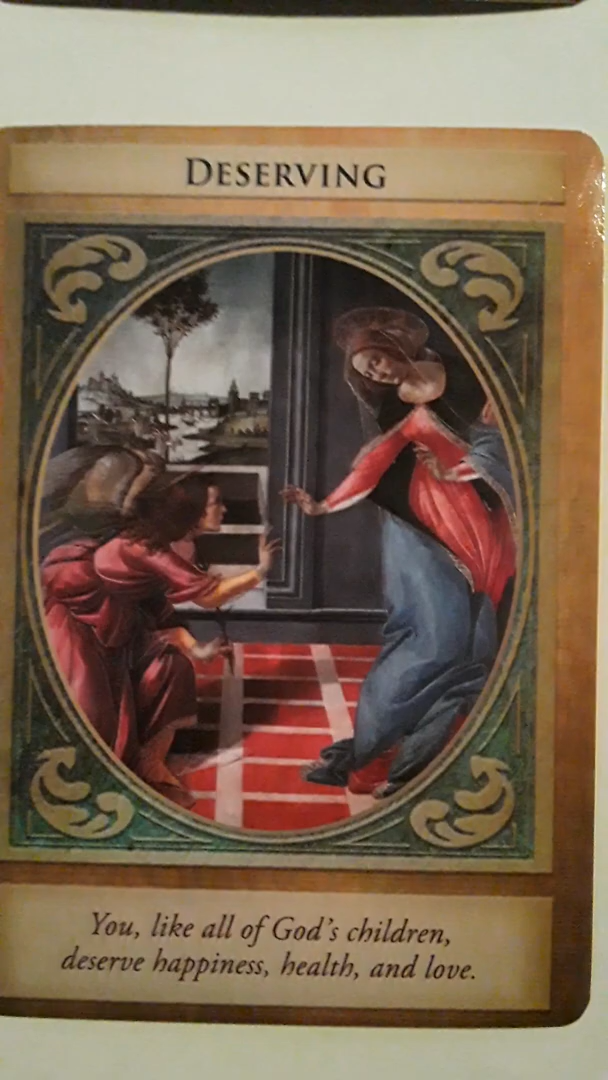 DESERVING
You, like all of God's children,
deserve happiness, health, and love.